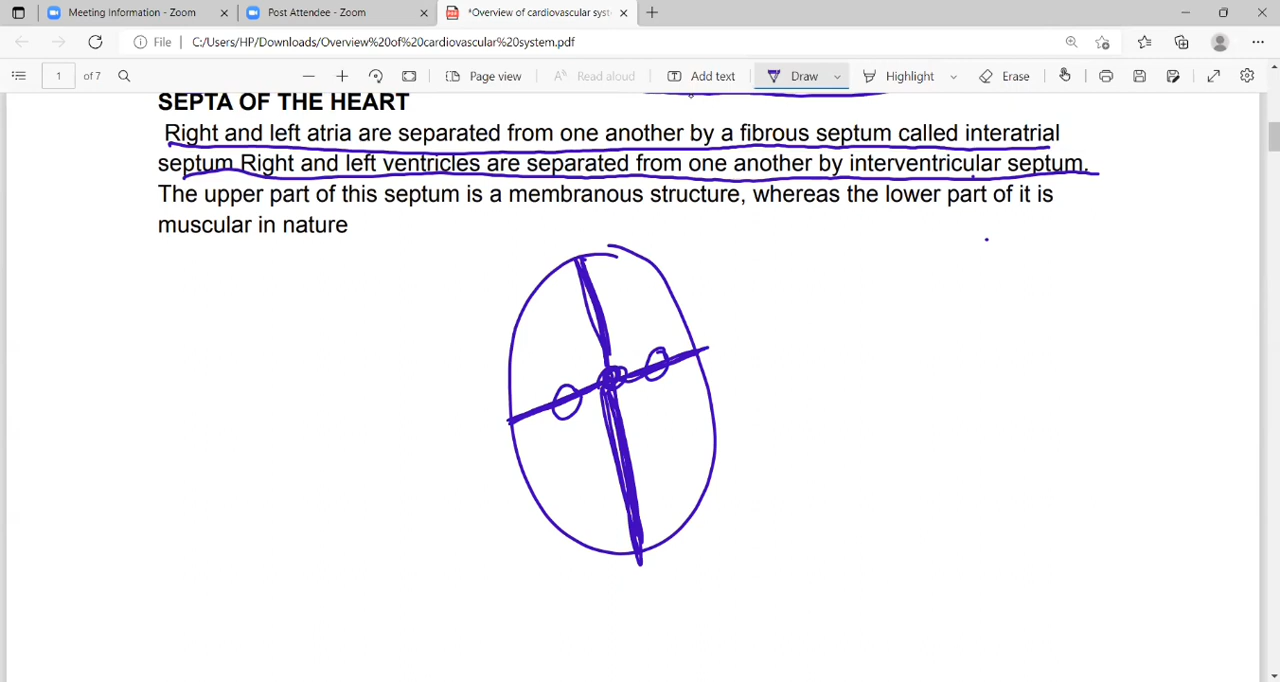 Meeting Information - Zoom
Post Attendee - Zoom
*Overview of cardiovascular syst
File
C:/Users/HP/Downloads/Overview%20of%20cardiovascular%20system.pdf
1 of 7
Page view
Read aloud
Add text
Draw
Highlight
Erase
SEPTA OF THE HEART
Right and left atria are separated from one another by a fibrous septum called interatrial
septum Right and left ventricles are separated from one another by interventricular septum.
The upper part of this septum is a membranous structure, whereas the lower part of it is
muscular in nature